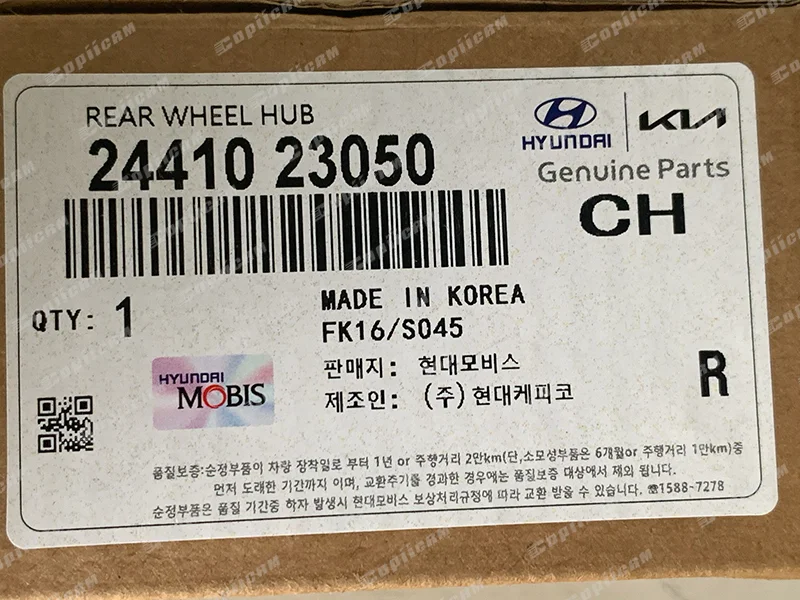 REAR WHEEL HUB
24410 23050
HYUNDAI KIA
Genuine Parts
CH
QTY: 1
MADE IN KOREA
FK16/S045
판매지: 현대모비스
제조인: (주)현대케피코
R
HYUNDAI
MOBIS
품질보증:순정부품이 차량 장착일로 부터 1년 or 주행거리 2만km(단,소모성부품은 6개월or 주행거리 1만km)중
먼저 도래한 기간까지 이며, 교환주기를 경과한 경우에는 품질보증 대상에서 제외 됩니다.
순정부품은 품질 기간중 하자 발생시 현대모비스 보상처리규정에 따라 교환 받을 수 있습니다. ☎1588-7278
Copiicam